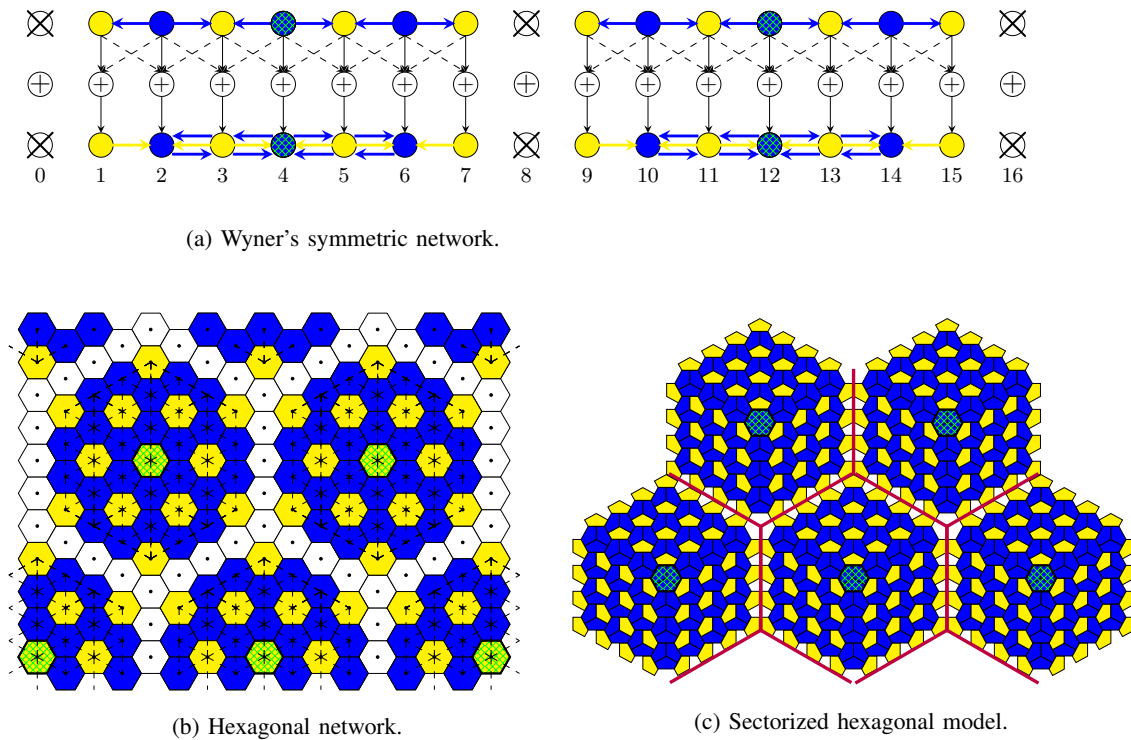 0 1 2 3 4 5 6 7 8 9 10 11 12 13 14 15 16
(a) Wyner's symmetric network.
(b) Hexagonal network.
(c) Sectorized hexagonal model.